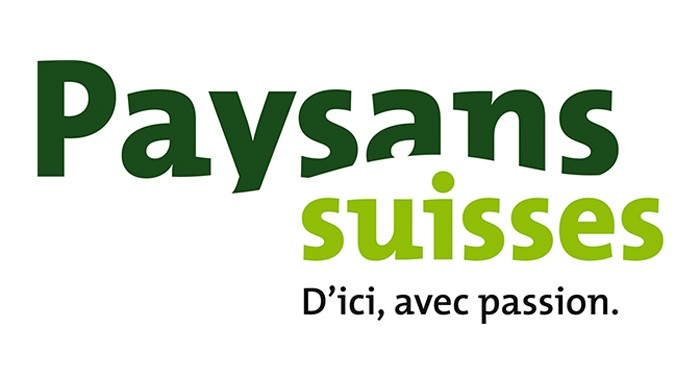 Paysans
suisses
D'ici, avec passion.